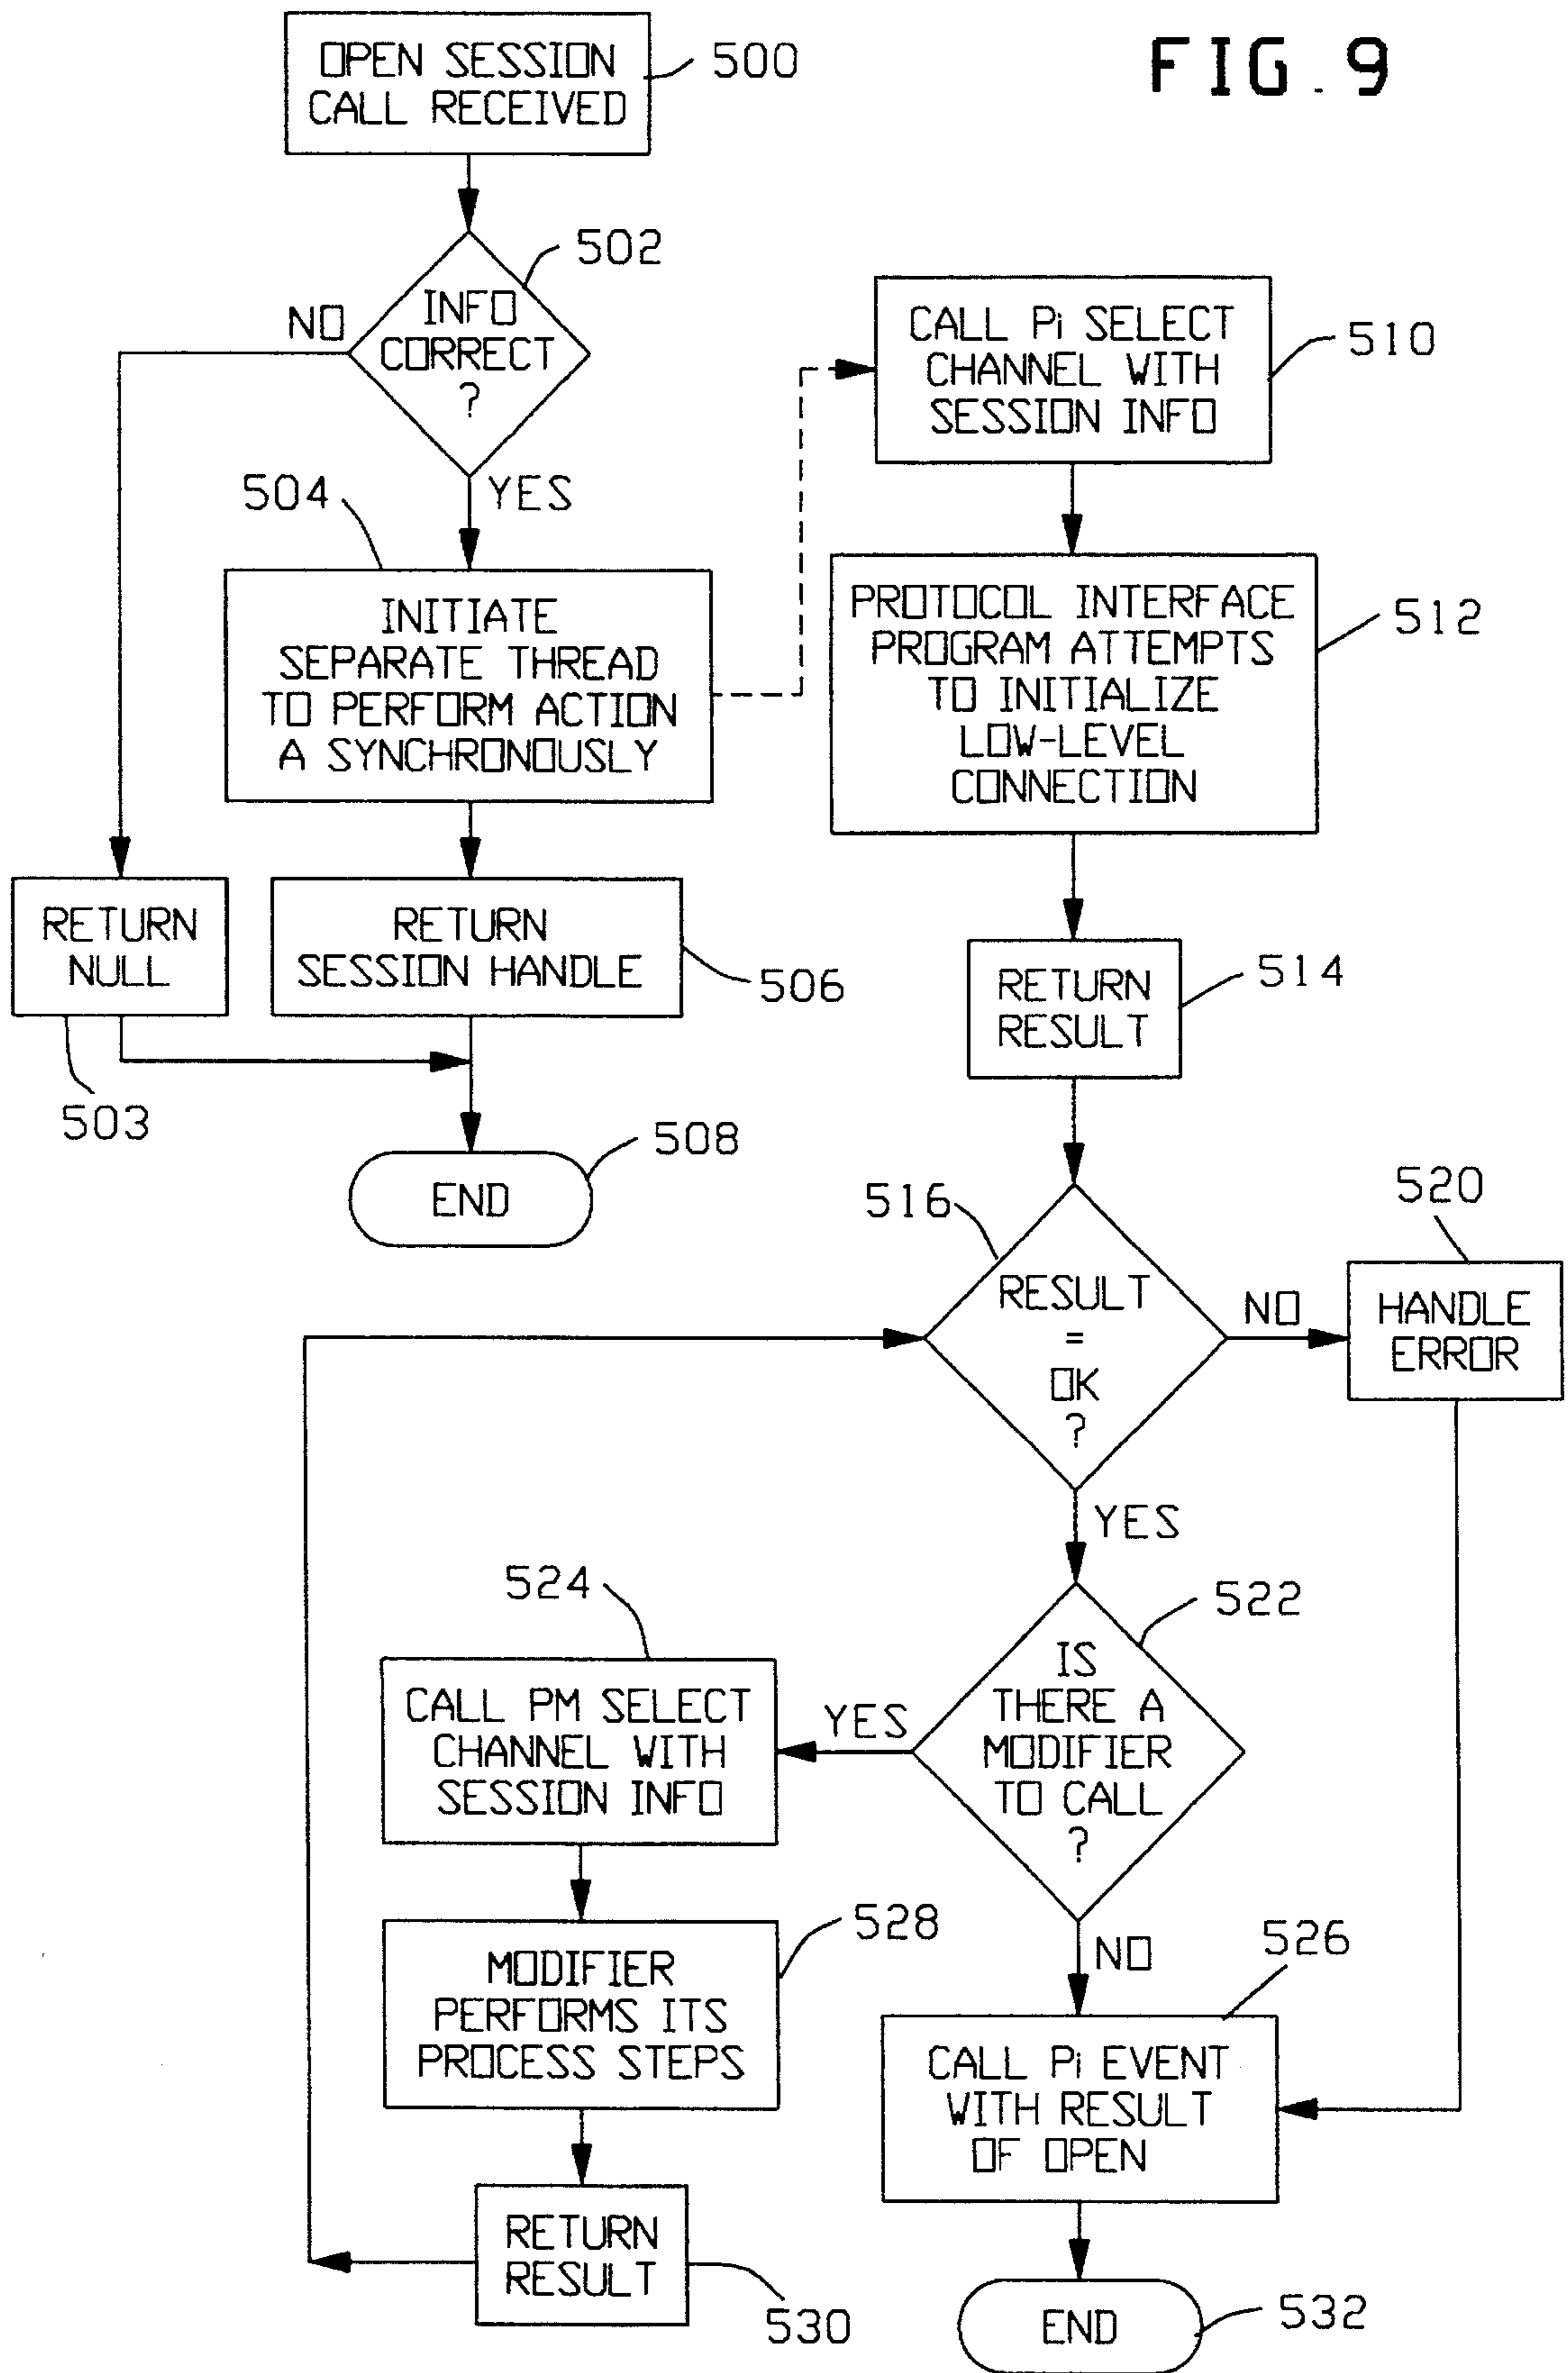 FIG. 9
OPEN SESSION
CALL RECEIVED
500
502
INFO
CORRECT
?
NO
YES
504
INITIATE
SEPARATE THREAD
TO PERFORM ACTION
A SYNCHRONOUSLY
RETURN
NULL
503
RETURN
SESSION HANDLE
506
508
END
CALL Pi SELECT
CHANNEL WITH
SESSION INFO
510
PROTOCOL INTERFACE
PROGRAM ATTEMPTS
TO INITIALIZE
LOW-LEVEL
CONNECTION
512
RETURN
RESULT
514
516
RESULT
=
OK
?
NO
520
HANDLE
ERROR
YES
522
IS
THERE A
MODIFIER
TO CALL
?
YES
524
CALL PM SELECT
CHANNEL WITH
SESSION INFO
528
MODIFIER
PERFORMS ITS
PROCESS STEPS
RETURN
RESULT
530
NO
526
CALL Pi EVENT
WITH RESULT
OF OPEN
END
532